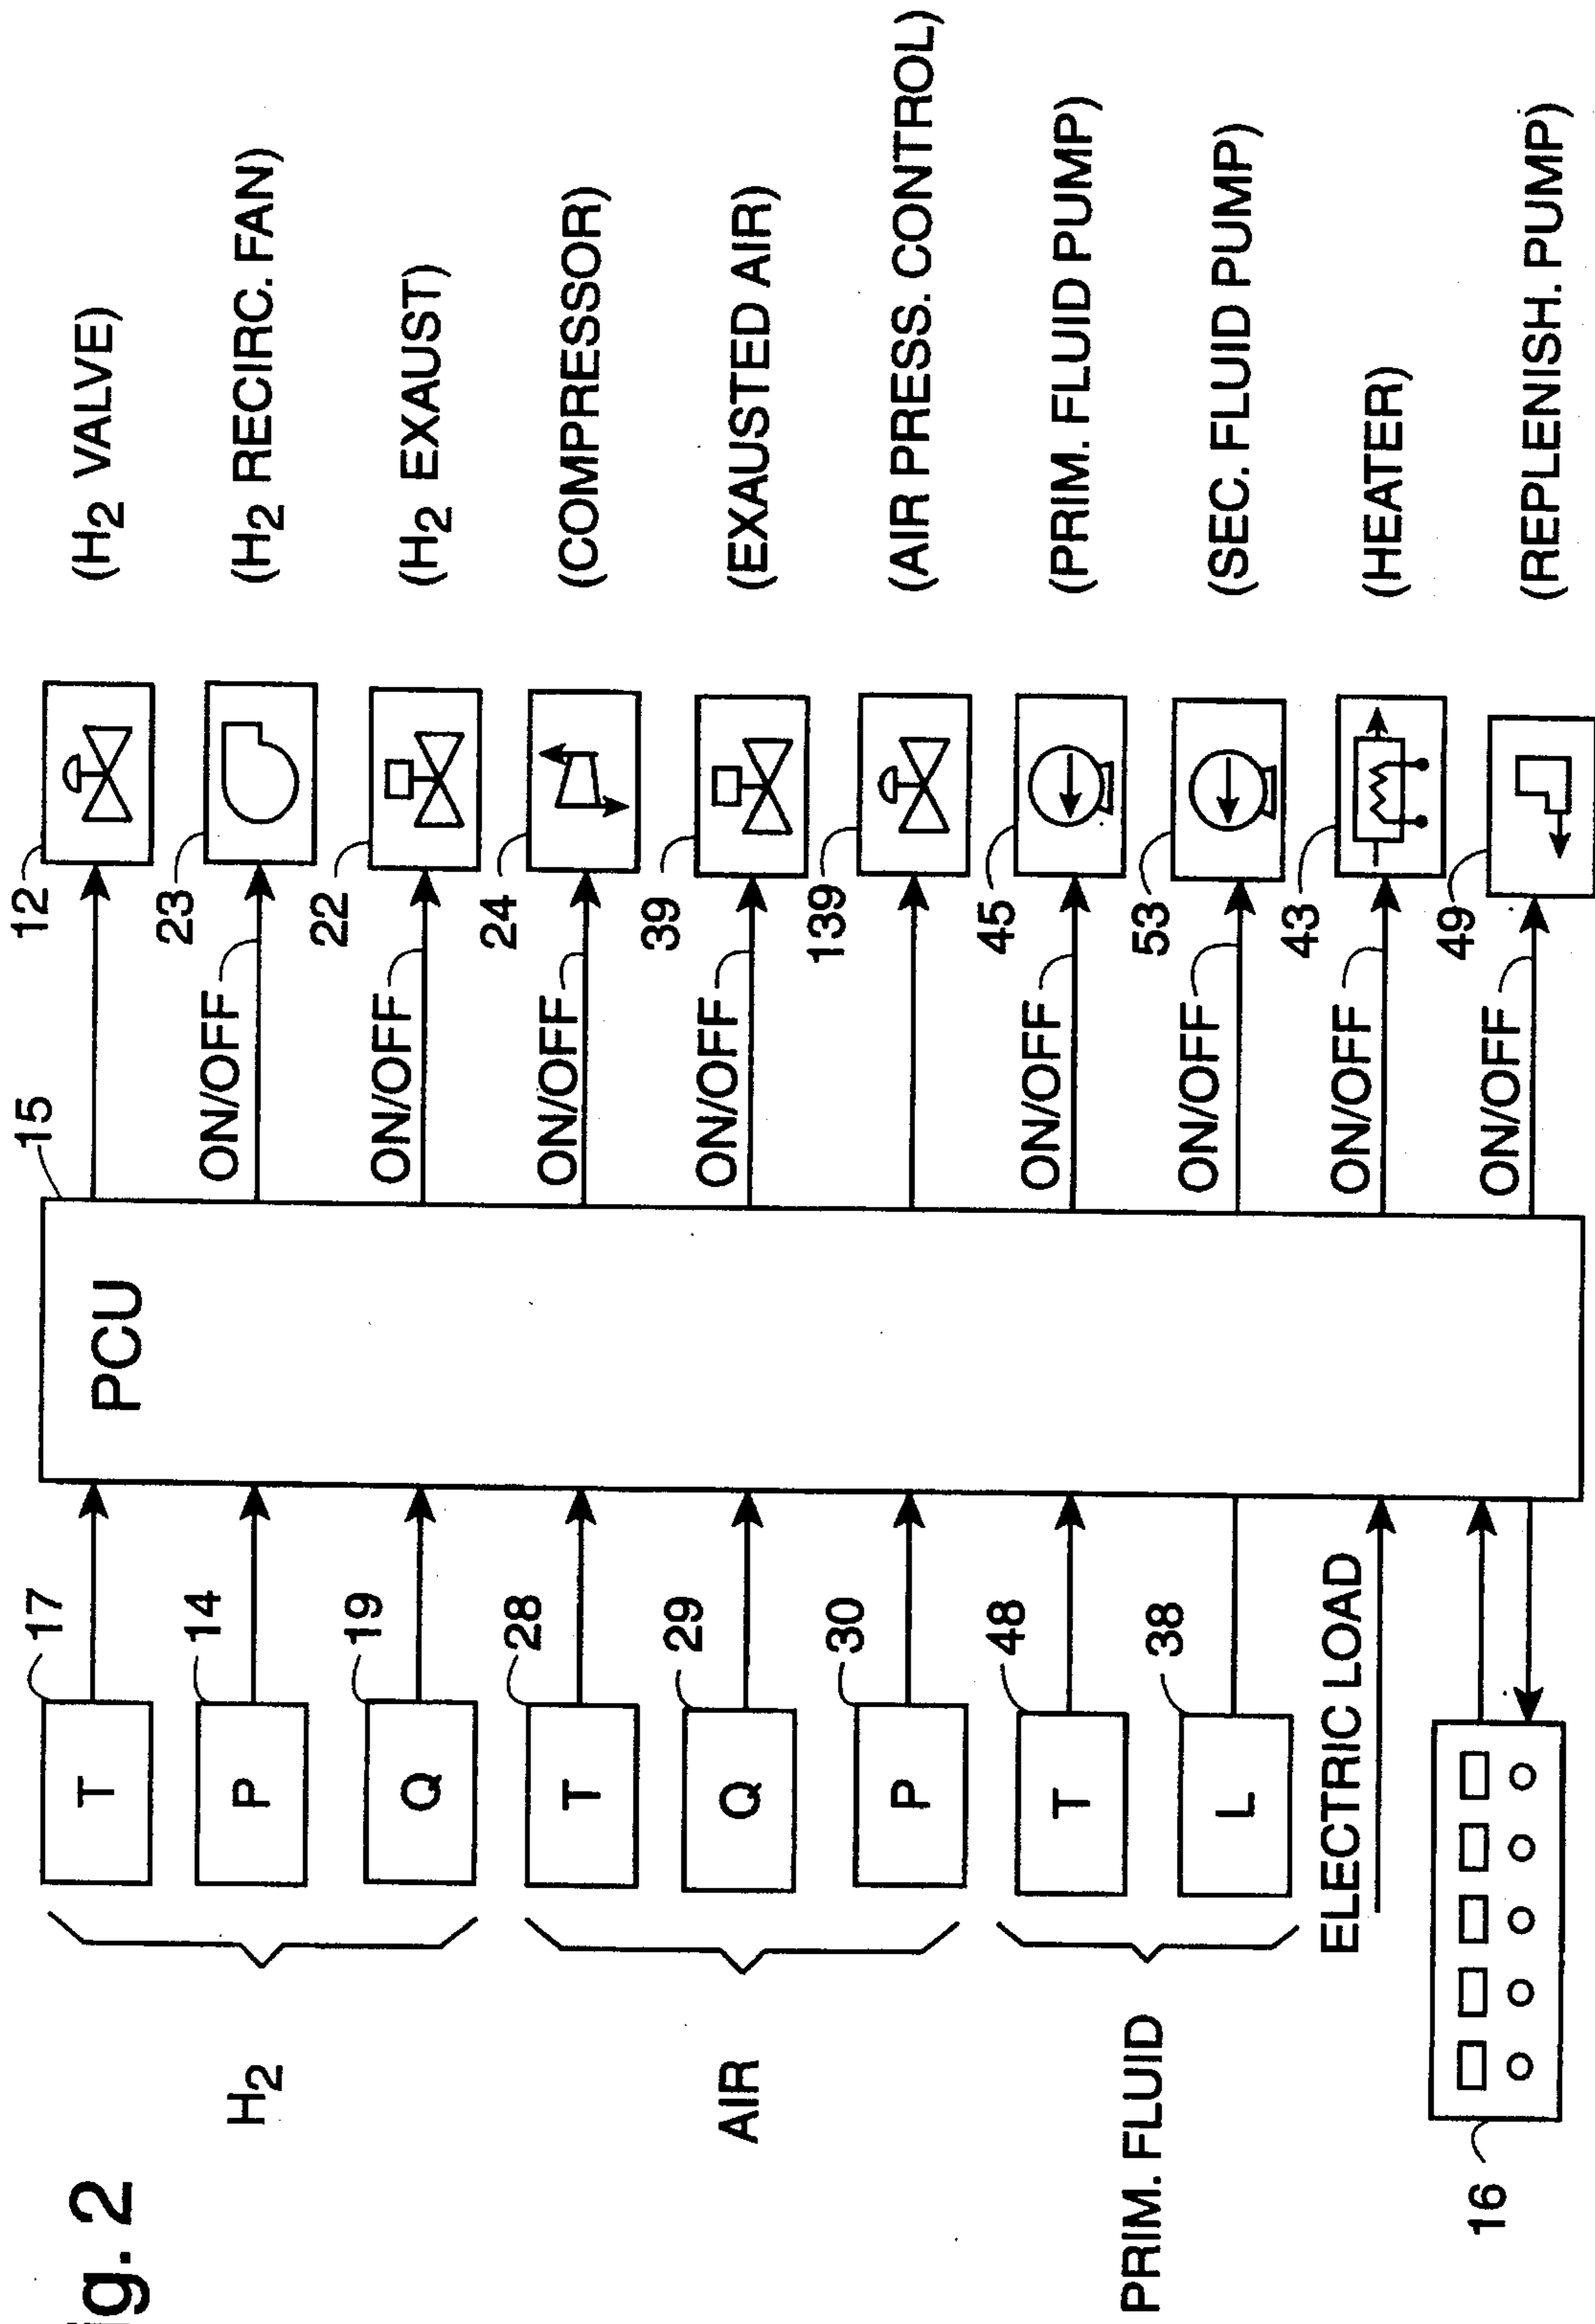 g. 2
H2
AIR
PRIM. FLUID
T
17
P
14
Q
19
T
28
Q
29
P
30
T
48
L
38
ELECTRIC LOAD
16
PCU
15
12
(H2 VALVE)
ON/OFF
23
(H2 RECIRC. FAN)
ON/OFF
22
(H2 EXAUST)
ON/OFF
24
(COMPRESSOR)
ON/OFF
39
(EXAUSTED AIR)
139
(AIR PRESS. CONTROL)
ON/OFF
45
(PRIM. FLUID PUMP)
ON/OFF
53
(SEC. FLUID PUMP)
ON/OFF
43
(HEATER)
ON/OFF
49
(REPLENISH. PUMP)